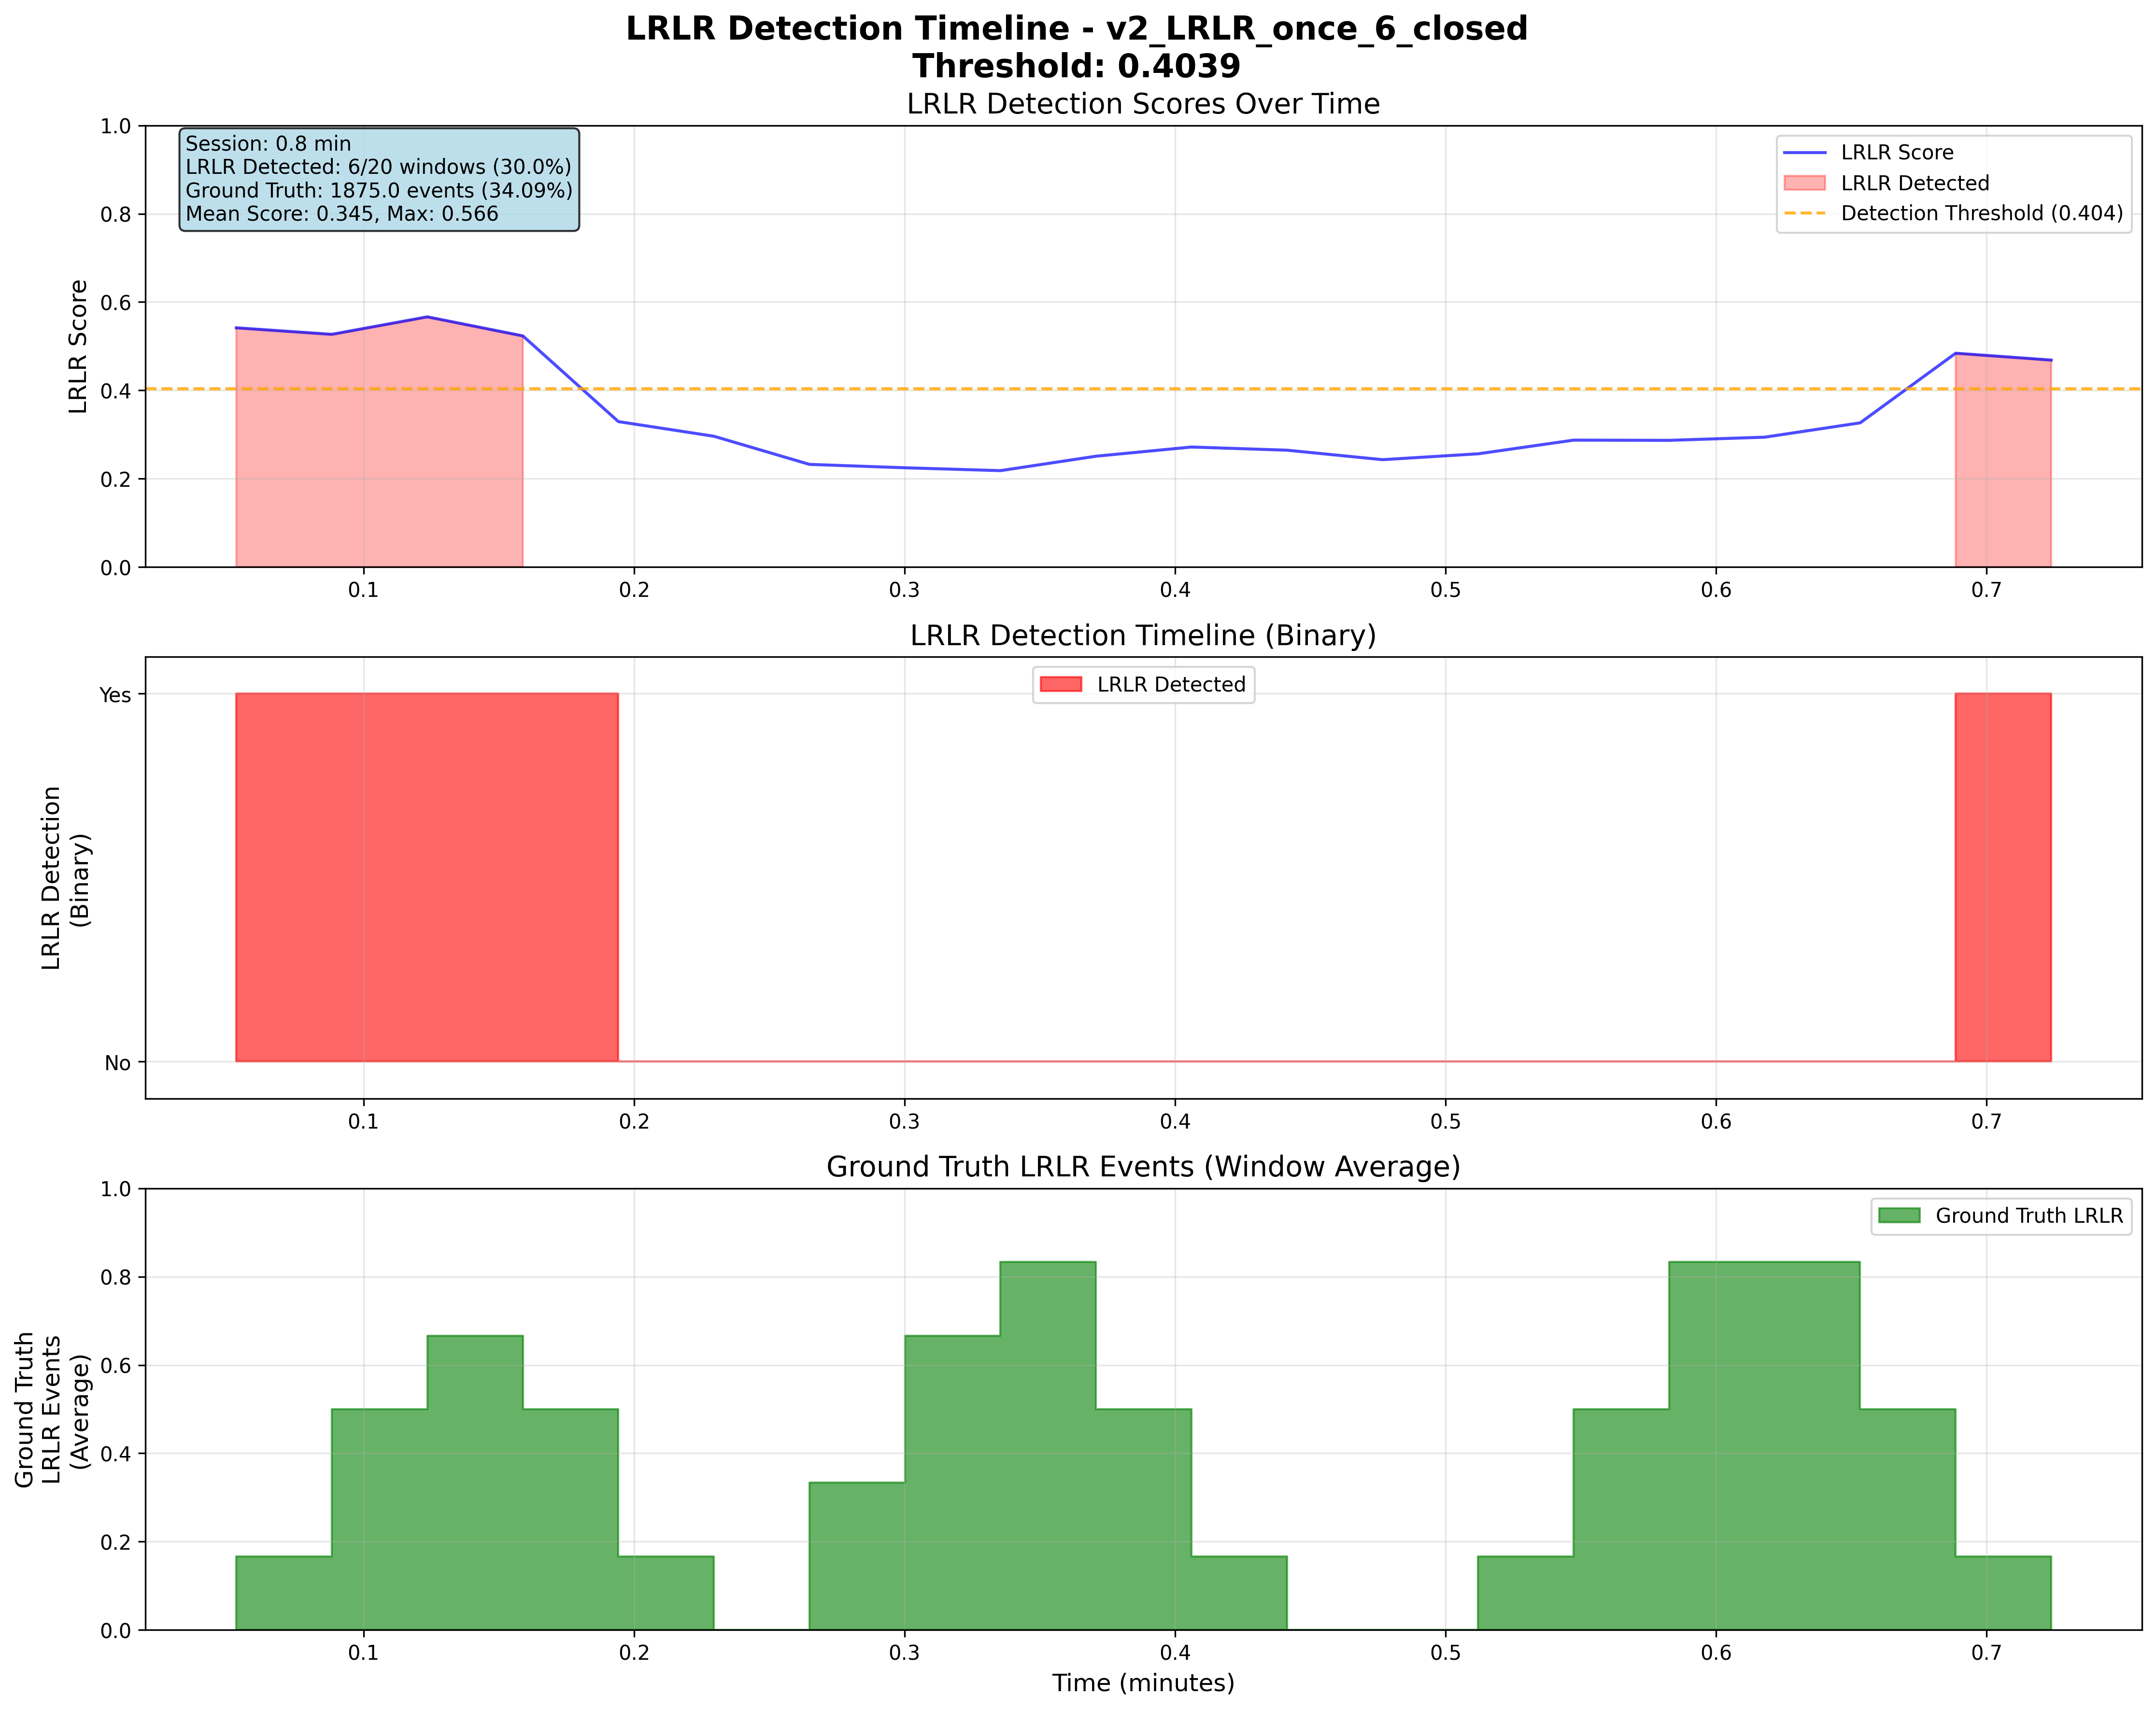 LRLR Detection Timeline - v2_LRLR_once_6_closed
Threshold: 0.4039
LRLR Detection Scores Over Time
Session: 0.8 min
LRLR Detected: 6/20 windows (30.0%)
Ground Truth: 1875.0 events (34.09%)
Mean Score: 0.345, Max: 0.566
LRLR Score
LRLR Detected
Detection Threshold (0.404)
LRLR Score
1.0
0.8
0.6
0.4
0.2
0.0
0.1 0.2 0.3 0.4 0.5 0.6 0.7
LRLR Detection Timeline (Binary)
LRLR Detected
LRLR Detection
(Binary)
Yes
No
0.1 0.2 0.3 0.4 0.5 0.6 0.7
Ground Truth LRLR Events (Window Average)
Ground Truth LRLR
Ground Truth
LRLR Events
(Average)
1.0
0.8
0.6
0.4
0.2
0.0
0.1 0.2 0.3 0.4 0.5 0.6 0.7
Time (minutes)